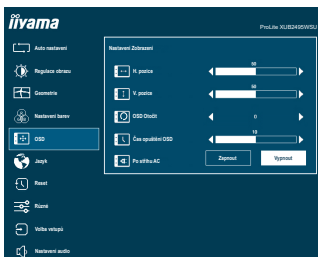 iiyama
ProLite XUB2495WSU
Auto nastavení
Regulace obrazu
Geometrie
Nastavení barev
OSD
Jazyk
Reset
Různé
Volba vstupů
Nastavení audio
Nastavení Zobrazení
H. pozice
50
V. pozice
50
OSD Otočit
0
Čas opuštění OSD
10
Po střihu AC
Zapnout
Vypnout